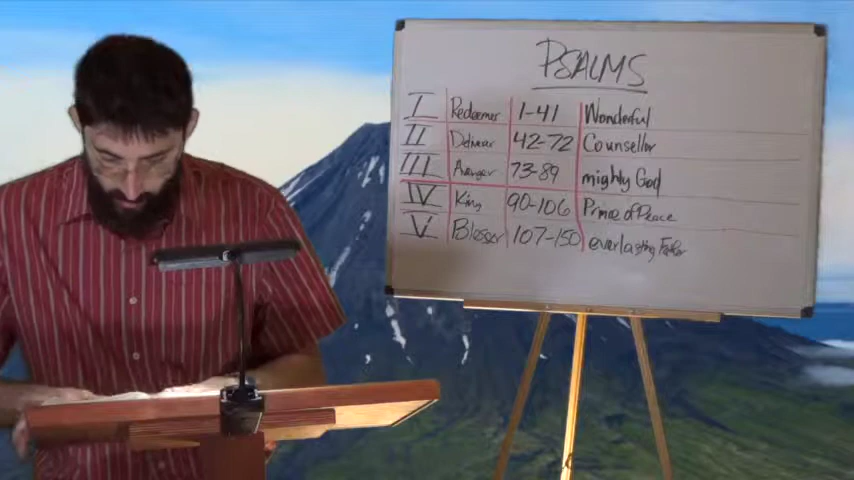 PSALMS
I Redeemer 1-41 Wonderful
II Deliverer 42-72 Counsellor
III Avenger 73-89 mighty God
IV King 90-106 Prince of Peace
V Blesser 107-150 everlasting Father